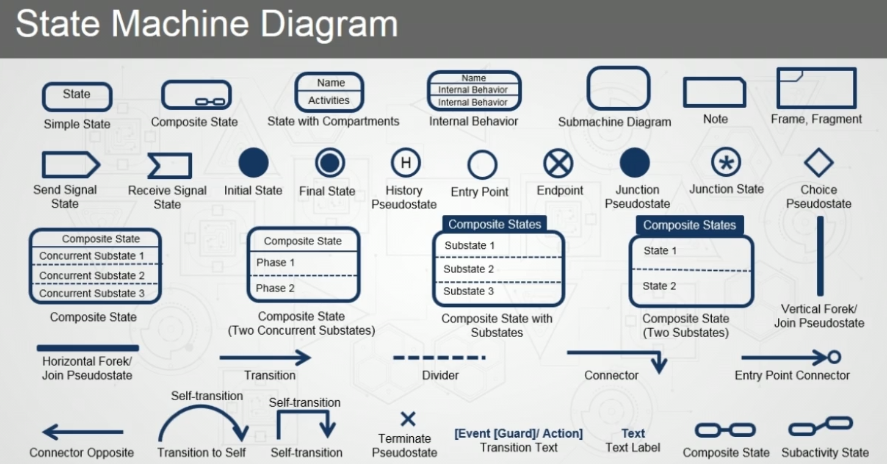 State Machine Diagram
State
Simple State
Composite State
Name
Activities
State with Compartments
Name
Internal Behavior
Internal Behavior
Internal Behavior
Submachine Diagram
Note
Frame, Fragment
Send Signal
State
Receive Signal
State
Initial State
Final State
H
History
Pseudostate
Entry Point
Endpoint
Junction
Pseudostate
*
Junction State
Choice
Pseudostate
Composite State
Concurrent Substate 1
Concurrent Substate 2
Concurrent Substate 3
Composite State
Composite State
Phase 1
Phase 2
Composite State
(Two Concurrent Substates)
Composite States
Substate 1
Substate 2
Substate 3
Composite State with
Substates
Composite States
State 1
State 2
Composite State
(Two Substates)
Vertical Forek/
Join Pseudostate
Horizontal Forek/
Join Pseudostate
Transition
Divider
Connector
Entry Point Connector
Connector Opposite
Self-transition
Transition to Self
Self-transition
Self-transition
Terminate
Pseudostate
[Event [Guard]/ Action]
Transition Text
Text
Text Label
Composite State
Subactivity State